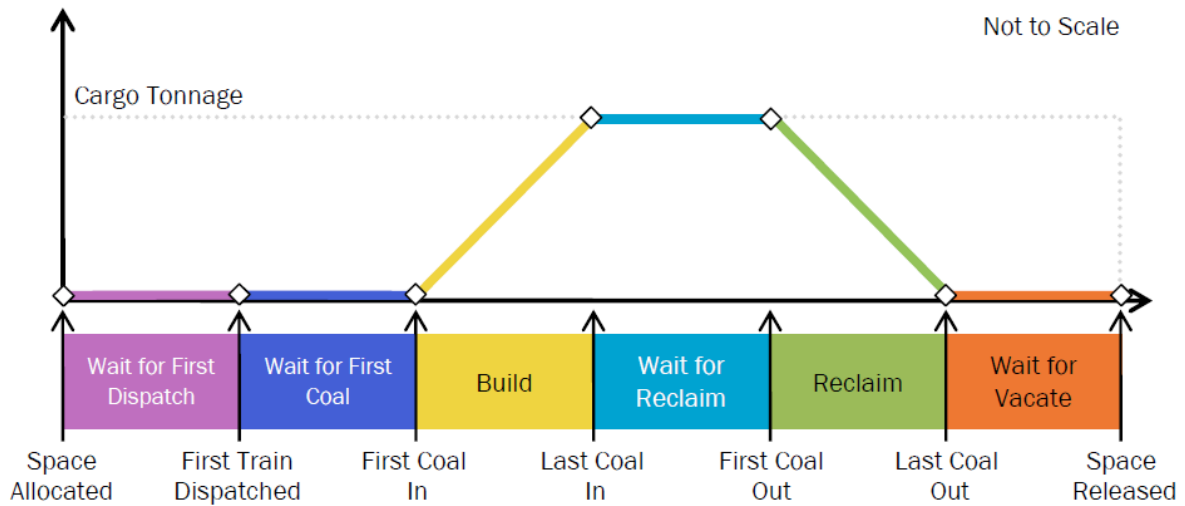 Not to Scale
Cargo Tonnage
Wait for First
Dispatch
Wait for First
Coal
Build
Wait for
Reclaim
Reclaim
Wait for
Vacate
Space
Allocated
First Train
Dispatched
First Coal
In
Last Coal
In
First Coal
Out
Last Coal
Out
Space
Released